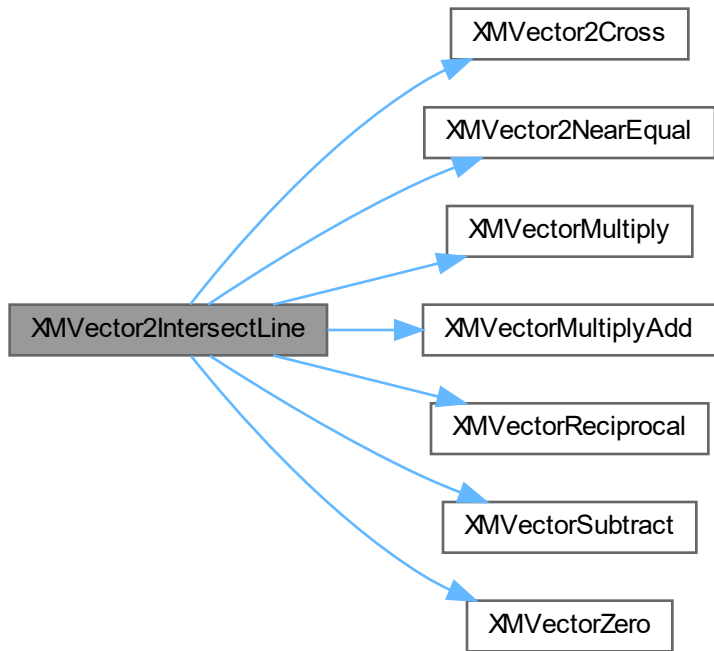 XMVector2Cross
XMVector2NearEqual
XMVectorMultiply
XMVector2IntersectLine
XMVectorMultiplyAdd
XMVectorReciprocal
XMVectorSubtract
XMVectorZero